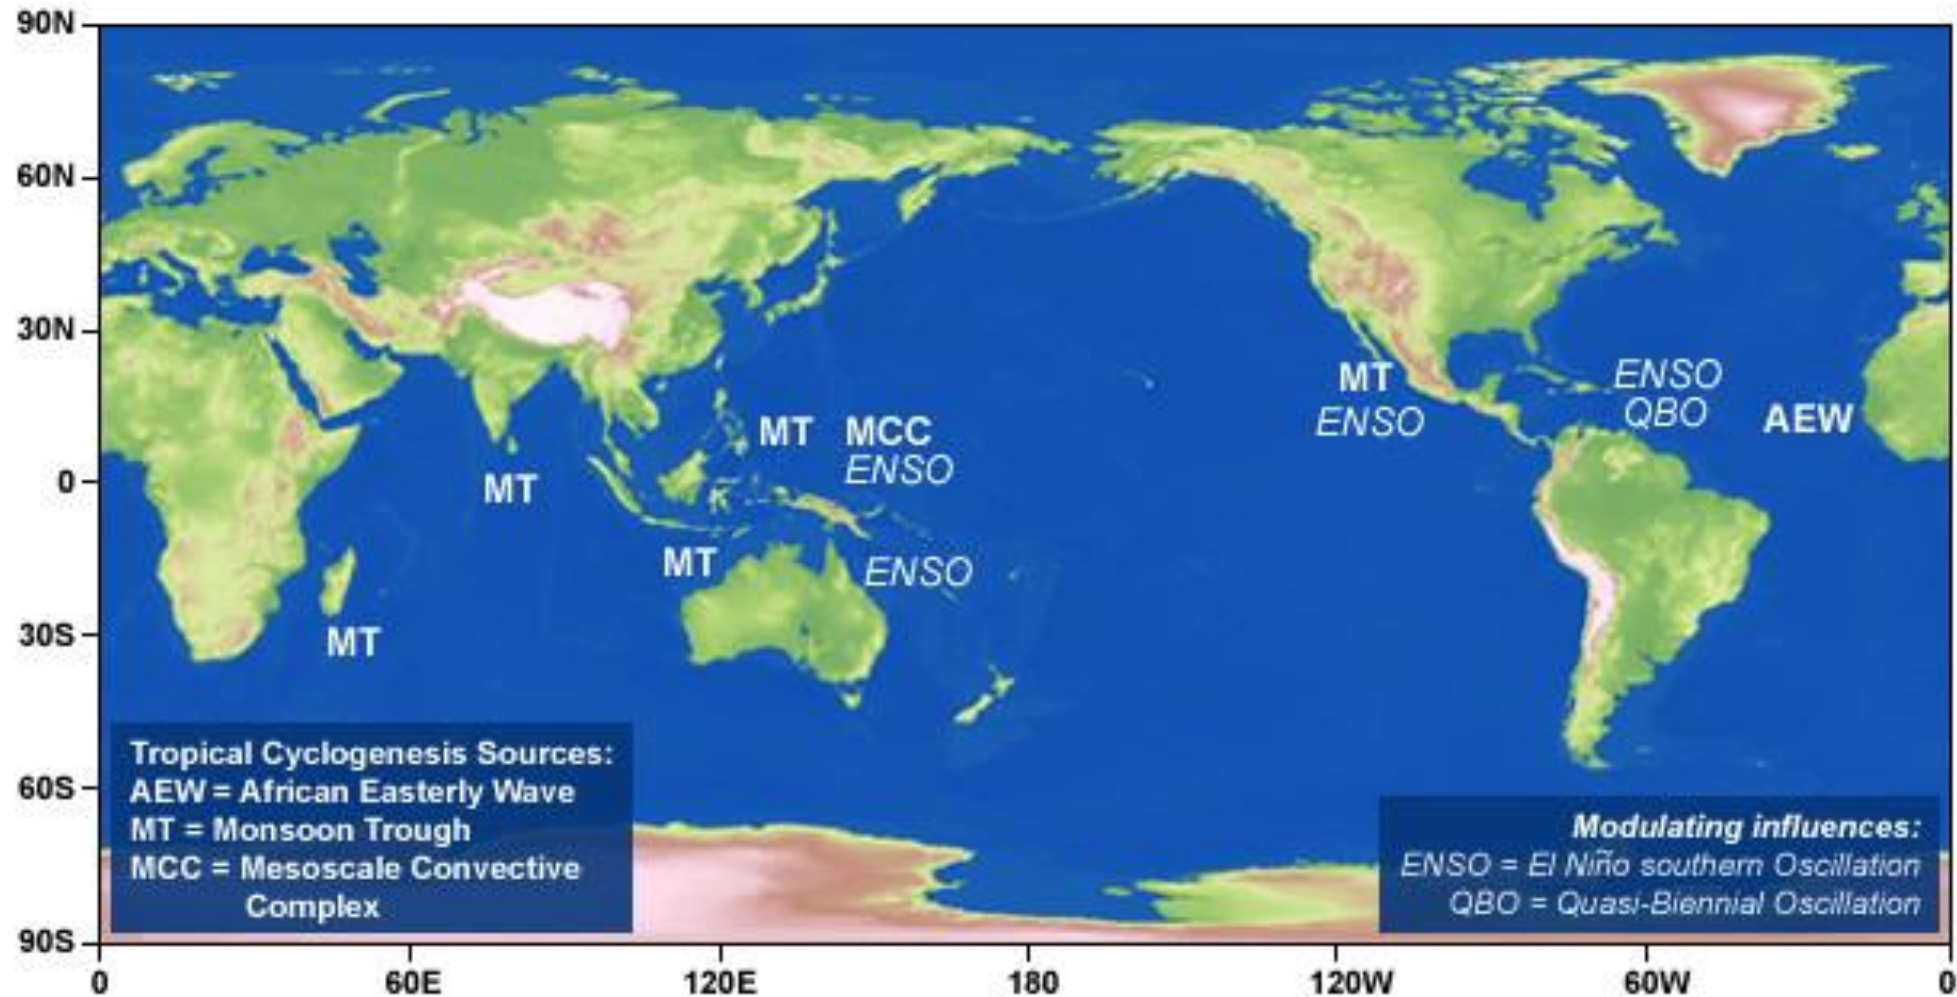 90N
60N
30N
0
30S
60S
90S
MT
ENSO
ENSO
QBO
AEW
MT MCC
ENSO
MT
MT
ENSO
MT
Tropical Cyclogenesis Sources:
AEW = African Easterly Wave
MT = Monsoon Trough
MCC = Mesoscale Convective
Complex
Modulating influences:
ENSO = El Niño southern Oscillation
QBO = Quasi-Biennial Oscillation
0 60E 120E 180 120W 60W 0